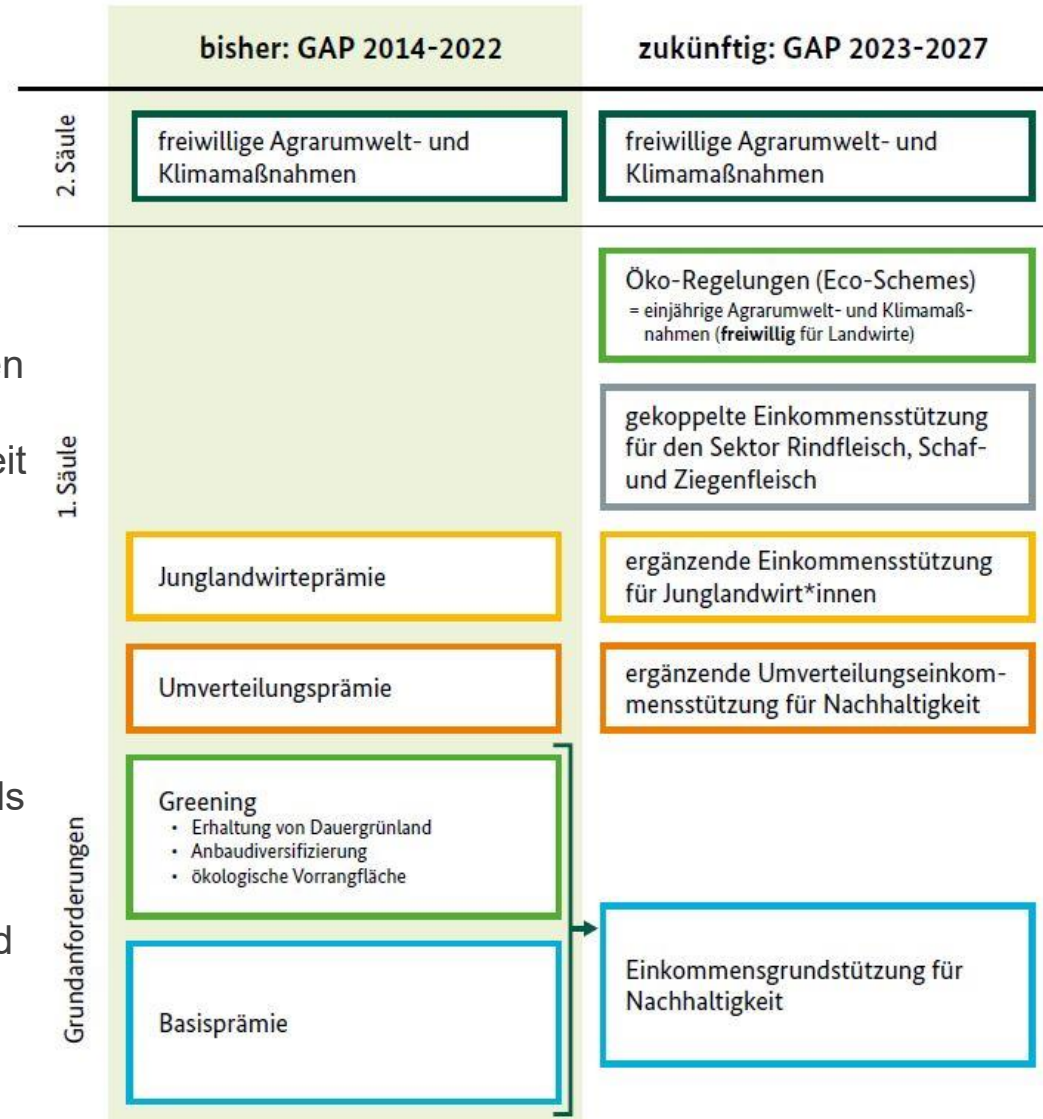 bisher: GAP 2014-2022
zukünftig: GAP 2023-2027
2. Säule
freiwillige Agrarumwelt- und
Klimamaßnahmen
freiwillige Agrarumwelt- und
Klimamaßnahmen
1. Säule
Öko-Regelungen (Eco-Schemes)
= einjährige Agrarumwelt- und Klimamaß-
nahmen (freiwillig für Landwirte)
gekoppelte Einkommensstützung
für den Sektor Rindfleisch, Schaf-
und Ziegenfleisch
Junglandwirteprämie
ergänzende Einkommensstützung
für Junglandwirt*innen
Umverteilungsprämie
ergänzende Umverteilungseinkom-
mensstützung für Nachhaltigkeit
Grundanforderungen
Greening
• Erhaltung von Dauergrünland
• Anbaudiversifizierung
• ökologische Vorrangfläche
Basisprämie
Einkommensgrundstützung für
Nachhaltigkeit